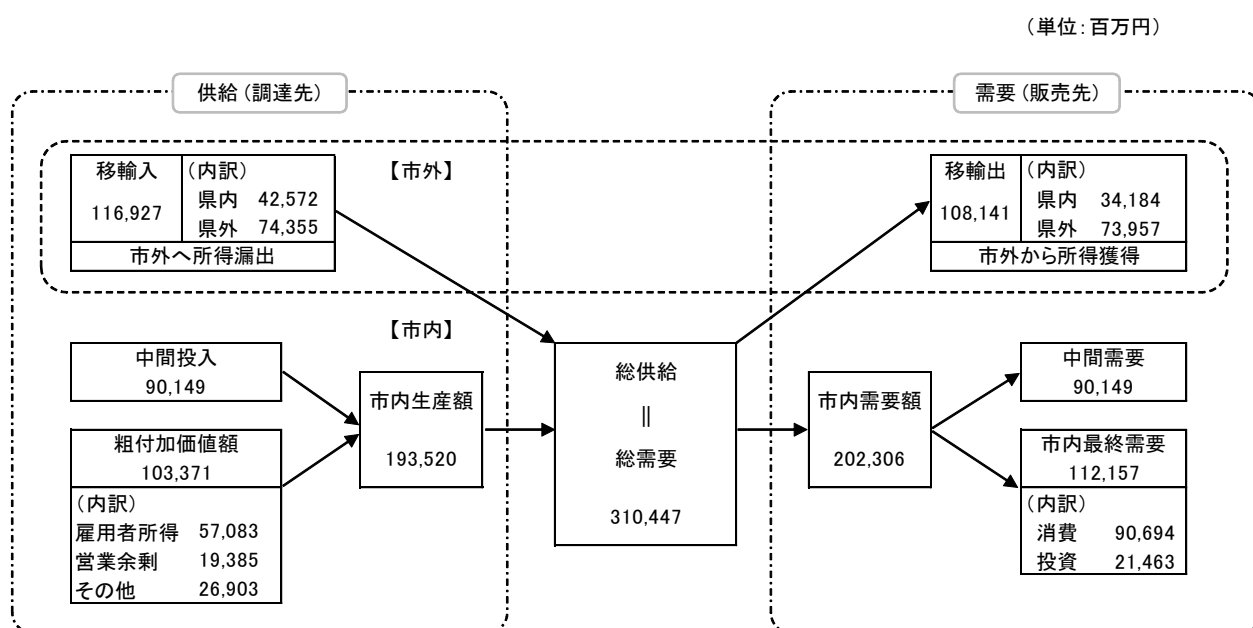 （単位：百万円）
供給（調達先）
需要（販売先）
移輸入
116,927
（内訳）
県内 42,572
県外 74,355
市外へ所得漏出
【市外】
移輸出
108,141
（内訳）
県内 34,184
県外 73,957
市外から所得獲得
【市内】
中間投入
90,149
粗付加価値額
103,371
（内訳）
雇用者所得 57,083
営業余剰 19,385
その他 26,903
市内生産額
193,520
総供給
||
総需要
310,447
市内需要額
202,306
中間需要
90,149
市内最終需要
112,157
（内訳）
消費 90,694
投資 21,463